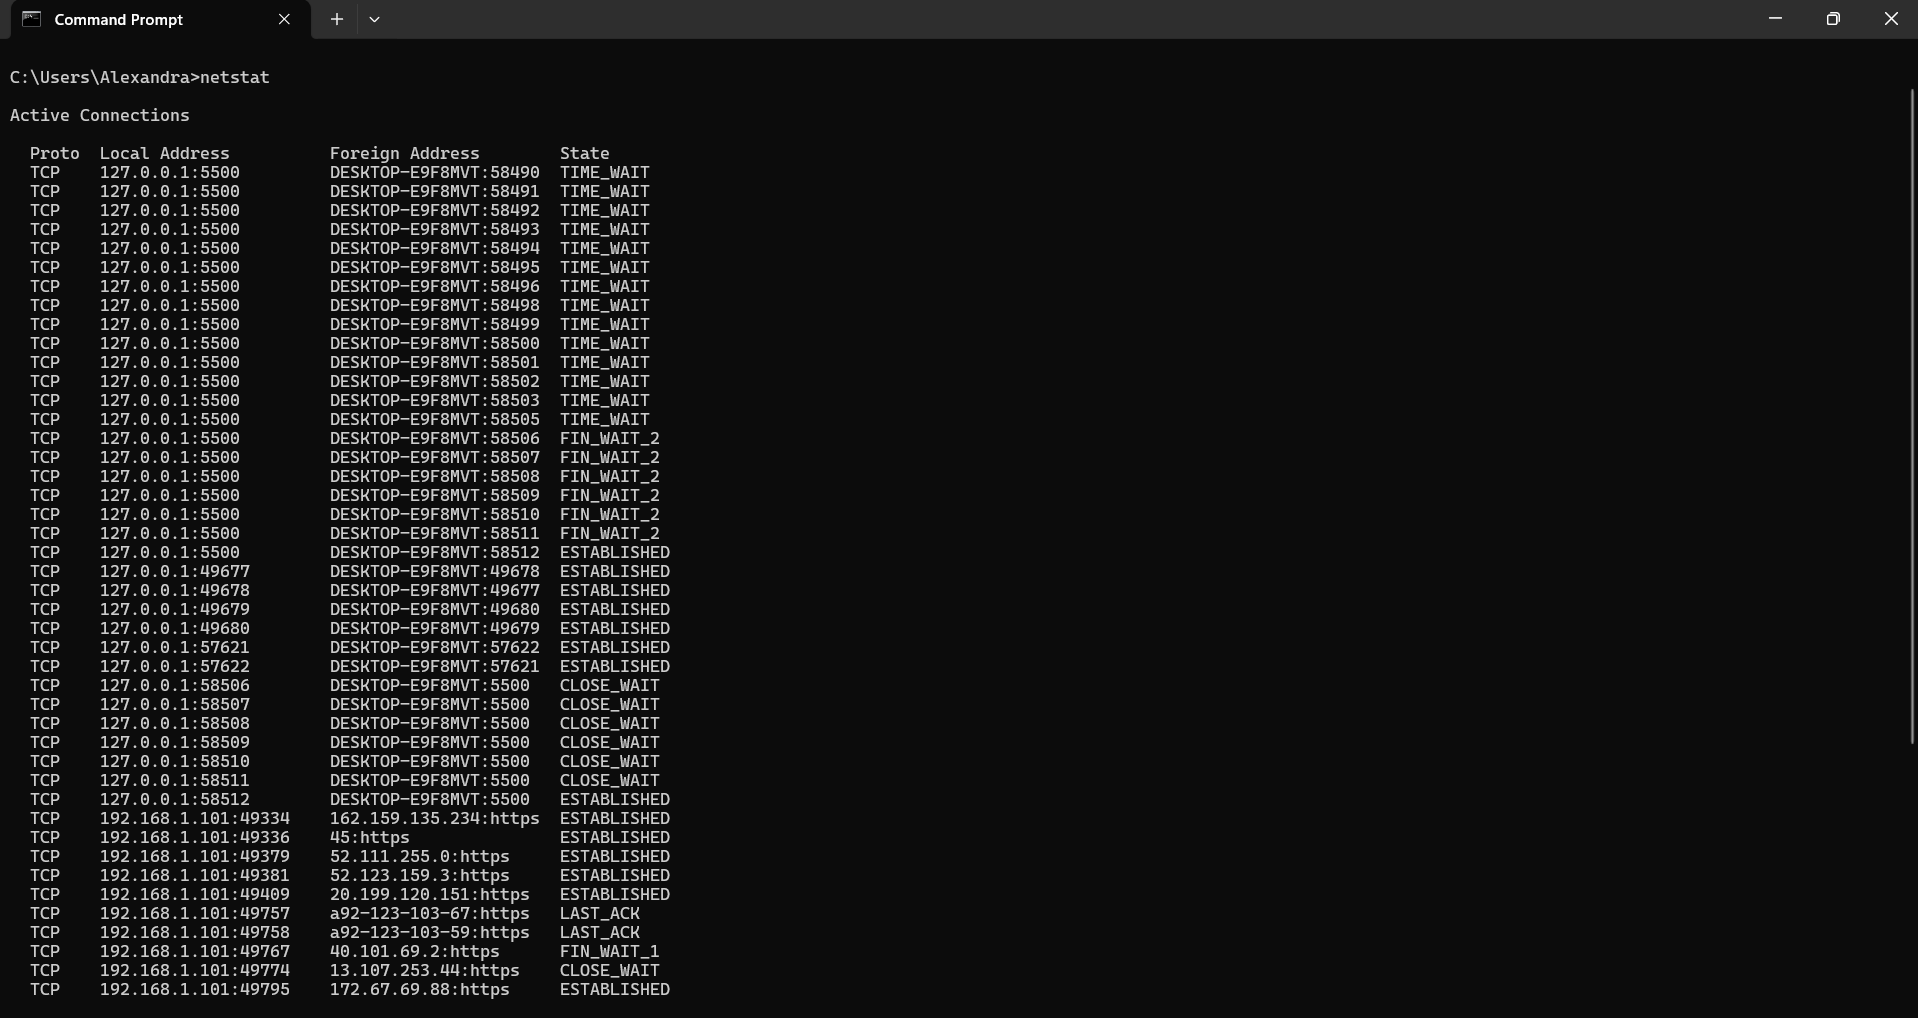 Command Prompt
C:\Users\Alexandra>netstat
Active Connections
Proto  Local Address          Foreign Address        State
TCP    127.0.0.1:5500         DESKTOP-E9F8MVT:58490  TIME_WAIT
TCP    127.0.0.1:5500         DESKTOP-E9F8MVT:58491  TIME_WAIT
TCP    127.0.0.1:5500         DESKTOP-E9F8MVT:58492  TIME_WAIT
TCP    127.0.0.1:5500         DESKTOP-E9F8MVT:58493  TIME_WAIT
TCP    127.0.0.1:5500         DESKTOP-E9F8MVT:58494  TIME_WAIT
TCP    127.0.0.1:5500         DESKTOP-E9F8MVT:58495  TIME_WAIT
TCP    127.0.0.1:5500         DESKTOP-E9F8MVT:58496  TIME_WAIT
TCP    127.0.0.1:5500         DESKTOP-E9F8MVT:58498  TIME_WAIT
TCP    127.0.0.1:5500         DESKTOP-E9F8MVT:58499  TIME_WAIT
TCP    127.0.0.1:5500         DESKTOP-E9F8MVT:58500  TIME_WAIT
TCP    127.0.0.1:5500         DESKTOP-E9F8MVT:58501  TIME_WAIT
TCP    127.0.0.1:5500         DESKTOP-E9F8MVT:58502  TIME_WAIT
TCP    127.0.0.1:5500         DESKTOP-E9F8MVT:58503  TIME_WAIT
TCP    127.0.0.1:5500         DESKTOP-E9F8MVT:58505  TIME_WAIT
TCP    127.0.0.1:5500         DESKTOP-E9F8MVT:58506  FIN_WAIT_2
TCP    127.0.0.1:5500         DESKTOP-E9F8MVT:58507  FIN_WAIT_2
TCP    127.0.0.1:5500         DESKTOP-E9F8MVT:58508  FIN_WAIT_2
TCP    127.0.0.1:5500         DESKTOP-E9F8MVT:58509  FIN_WAIT_2
TCP    127.0.0.1:5500         DESKTOP-E9F8MVT:58510  FIN_WAIT_2
TCP    127.0.0.1:5500         DESKTOP-E9F8MVT:58511  FIN_WAIT_2
TCP    127.0.0.1:5500         DESKTOP-E9F8MVT:58512  ESTABLISHED
TCP    127.0.0.1:49677        DESKTOP-E9F8MVT:49678  ESTABLISHED
TCP    127.0.0.1:49678        DESKTOP-E9F8MVT:49677  ESTABLISHED
TCP    127.0.0.1:49679        DESKTOP-E9F8MVT:49680  ESTABLISHED
TCP    127.0.0.1:49680        DESKTOP-E9F8MVT:49679  ESTABLISHED
TCP    127.0.0.1:57621        DESKTOP-E9F8MVT:57622  ESTABLISHED
TCP    127.0.0.1:57622        DESKTOP-E9F8MVT:57621  ESTABLISHED
TCP    127.0.0.1:58506        DESKTOP-E9F8MVT:5500   CLOSE_WAIT
TCP    127.0.0.1:58507        DESKTOP-E9F8MVT:5500   CLOSE_WAIT
TCP    127.0.0.1:58508        DESKTOP-E9F8MVT:5500   CLOSE_WAIT
TCP    127.0.0.1:58509        DESKTOP-E9F8MVT:5500   CLOSE_WAIT
TCP    127.0.0.1:58510        DESKTOP-E9F8MVT:5500   CLOSE_WAIT
TCP    127.0.0.1:58511        DESKTOP-E9F8MVT:5500   CLOSE_WAIT
TCP    127.0.0.1:58512        DESKTOP-E9F8MVT:5500   ESTABLISHED
TCP    192.168.1.101:49334    162.159.135.234:https  ESTABLISHED
TCP    192.168.1.101:49336    45:https               ESTABLISHED
TCP    192.168.1.101:49379    52.111.255.0:https     ESTABLISHED
TCP    192.168.1.101:49381    52.123.159.3:https     ESTABLISHED
TCP    192.168.1.101:49409    20.199.120.151:https   ESTABLISHED
TCP    192.168.1.101:49757    a92-123-103-67:https   LAST_ACK
TCP    192.168.1.101:49758    a92-123-103-59:https   LAST_ACK
TCP    192.168.1.101:49767    40.101.69.2:https      FIN_WAIT_1
TCP    192.168.1.101:49774    13.107.253.44:https    CLOSE_WAIT
TCP    192.168.1.101:49795    172.67.69.88:https     ESTABLISHED